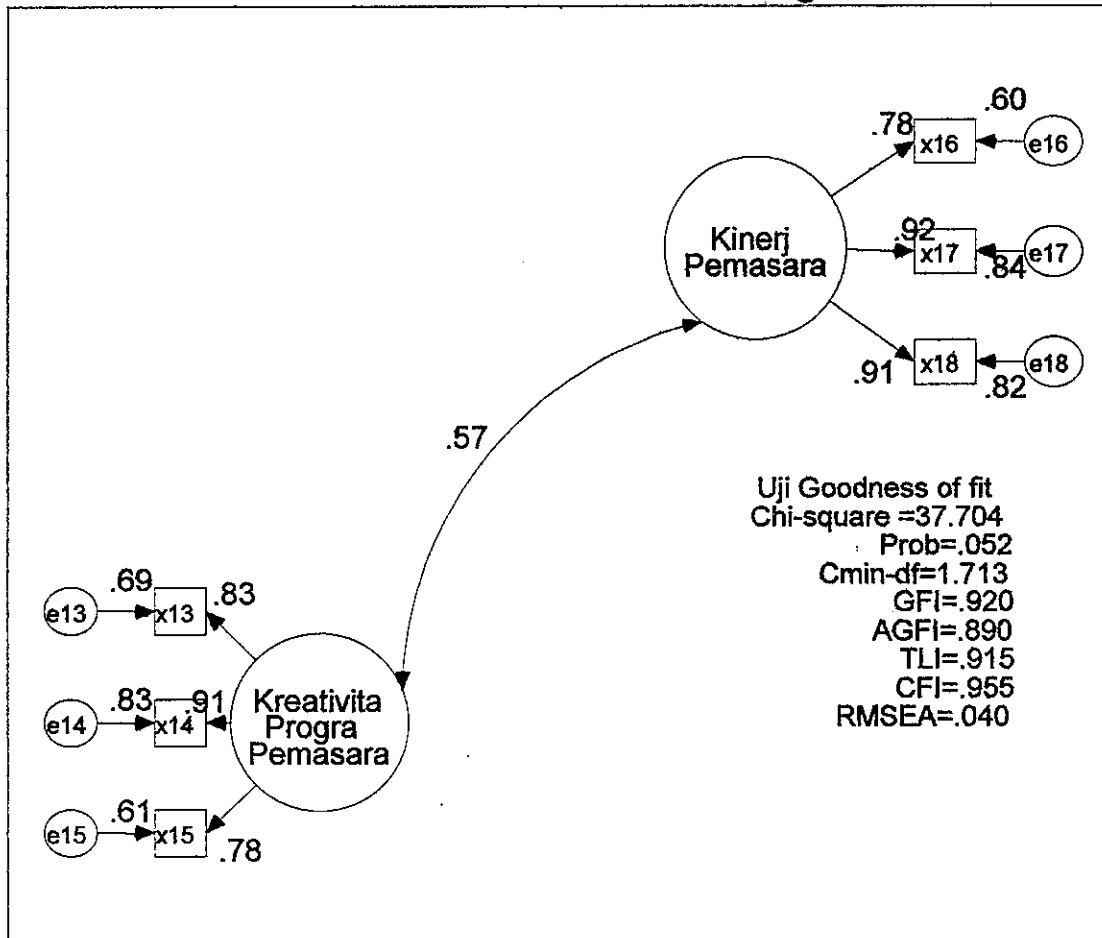 .60
.78
x16
e16
Kinerj
Pemasara
.92
x17
.84
e17
.91
x18
.82
e18
.57
Uji Goodness of fit
Chi-square =37.704
Prob=.052
Cmin-df=1.713
GFI=.920
AGFI=.890
TLI=.915
CFI=.955
RMSEA=.040
.69
.83
e13
x13
.83
.91
e14
x14
Kreativita
Progra
Pemasara
.61
e15
x15
.78